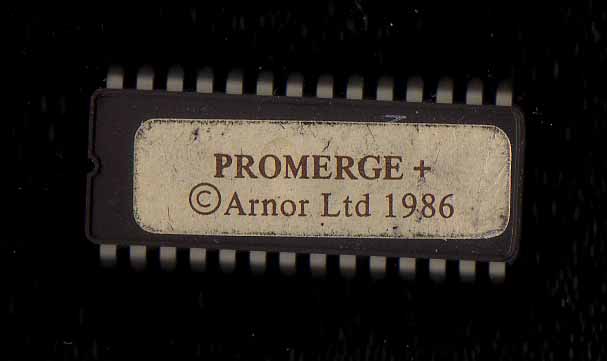 PROMERGE +
©Arnor Ltd 1986